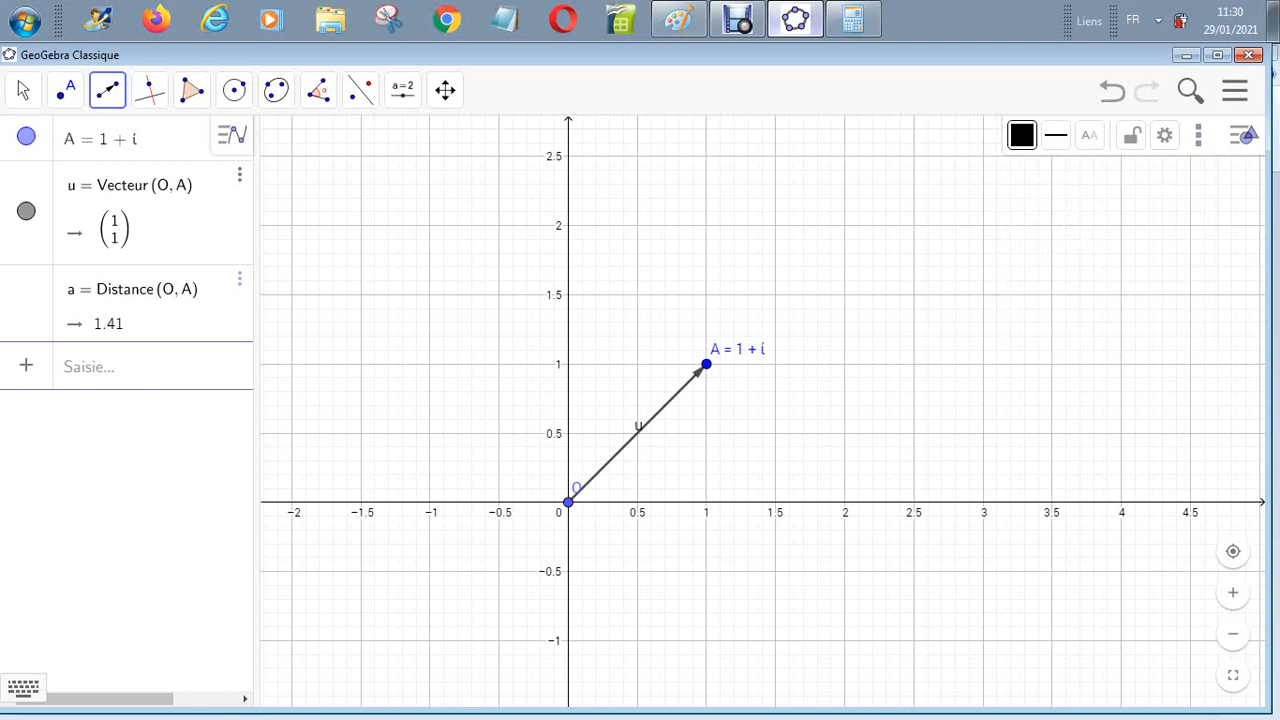 Liens
FR
11:30
29/01/2021
GeoGebra Classique
A
a=2
A = 1 + i
u = Vecteur (O, A)
→ (1
1)
a = Distance (O, A)
→ 1.41
+ Saisie...
AA
2.5
2
1.5
1
0.5
−0.5
−1
A = 1 + i
u
O
−2 −1.5 −1 −0.5 0 0.5 1 1.5 2 2.5 3 3.5 4 4.5